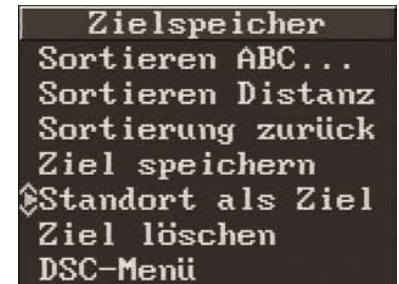 Zielspeicher
Sortieren ABC...
Sortieren Distanz
Sortierung zurück
Ziel speichern
Standort als Ziel
Ziel löschen
DSC-Menü